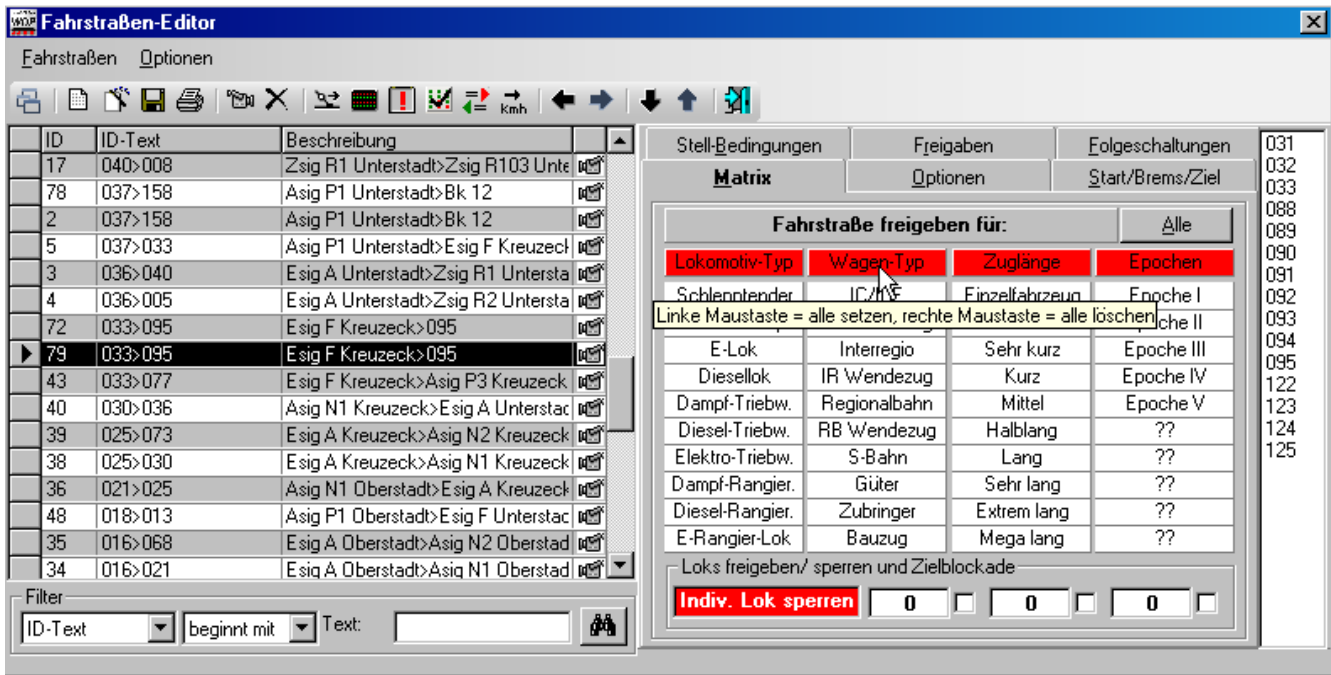 Fahrstraßen-Editor
Fahrstraßen Optionen
Kmh
ID ID-Text Beschreibung
17 040>008 Zsig R1 Unterstadt>Zsig R103 Unte
78 037>158 Asig P1 Unterstadt>Bk 12
2 037>158 Asig P1 Unterstadt>Bk 12
5 037>033 Asig P1 Unterstadt>Esig F Kreuzeck
3 036>040 Esig A Unterstadt>Zsig R1 Untersta
4 036>005 Esig A Unterstadt>Zsig R2 Untersta
72 033>095 Esig F Kreuzeck>095
79 033>095 Esig F Kreuzeck>095
43 033>077 Esig F Kreuzeck>Asig P3 Kreuzeck
40 030>036 Asig N1 Kreuzeck>Esig A Unterstac
39 025>073 Esig A Kreuzeck>Asig N2 Kreuzeck
38 025>030 Esig A Kreuzeck>Asig N1 Kreuzeck
36 021>025 Asig N1 Oberstadt>Esig A Kreuzeck
48 018>013 Asig P1 Oberstadt>Esig F Unterstac
35 016>068 Esig A Oberstadt>Asig N2 Oberstad
34 016>021 Esig A Oberstadt>Asig N1 Oberstad
Filter
ID-Text beginnt mit Text:
Stell-Bedingungen Freigaben Folgeschaltungen
Matrix Optionen Start/Brems/Ziel
Fahrstraße freigeben für: Alle
Lokomotiv-Typ Wagen-Typ Zuglänge Epochen
Schlepptender Einzelfahrzeug Epoche I
Linke Maustaste = alle setzen, rechte Maustaste = alle löschen che II
E-Lok Interregio Sehr kurz Epoche III
Diesellok IR Wendezug Kurz Epoche IV
Dampf-Triebw. Regionalbahn Mittel Epoche V
Diesel-Triebw. RB Wendezug Halblang ??
Elektro-Triebw. S-Bahn Lang ??
Dampf-Rangier. Güter Sehr lang ??
Diesel-Rangier. Zubringer Extrem lang ??
E-Rangier-Lok Bauzug Mega lang ??
Loks freigeben/ sperren und Zielblockade
Indiv. Lok sperren 0 0 0
031
032
033
088
089
090
091
092
093
094
095
122
123
124
125